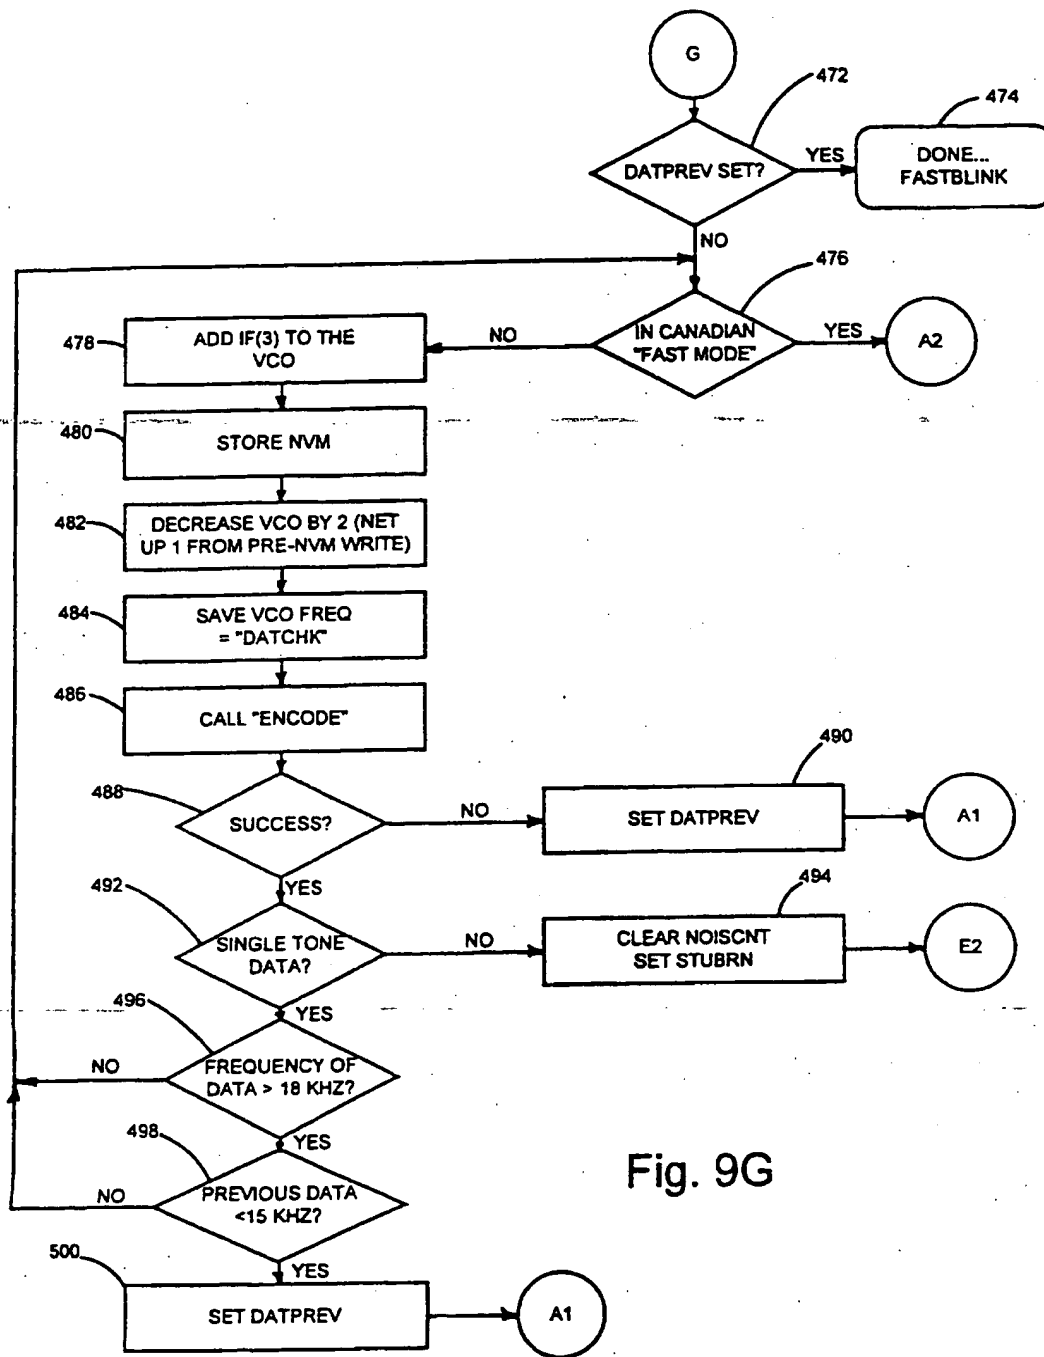 G
472
474
DATPREV SET?
YES
DONE...
FASTBLINK
NO
476
IN CANADIAN
"FAST MODE"
YES
A2
NO
478
ADD IF(3) TO THE
VCO
480
STORE NVM
482
DECREASE VCO BY 2 (NET
UP 1 FROM PRE-NVM WRITE)
484
SAVE VCO FREQ
= "DATCHK"
486
CALL "ENCODE"
488
SUCCESS?
NO
490
SET DATPREV
A1
YES
492
SINGLE TONE
DATA?
NO
494
CLEAR NOISCNT
SET STUBRN
E2
YES
496
FREQUENCY OF
DATA > 18 KHZ?
NO
YES
498
PREVIOUS DATA
<15 KHZ?
NO
YES
500
SET DATPREV
A1
Fig. 9G